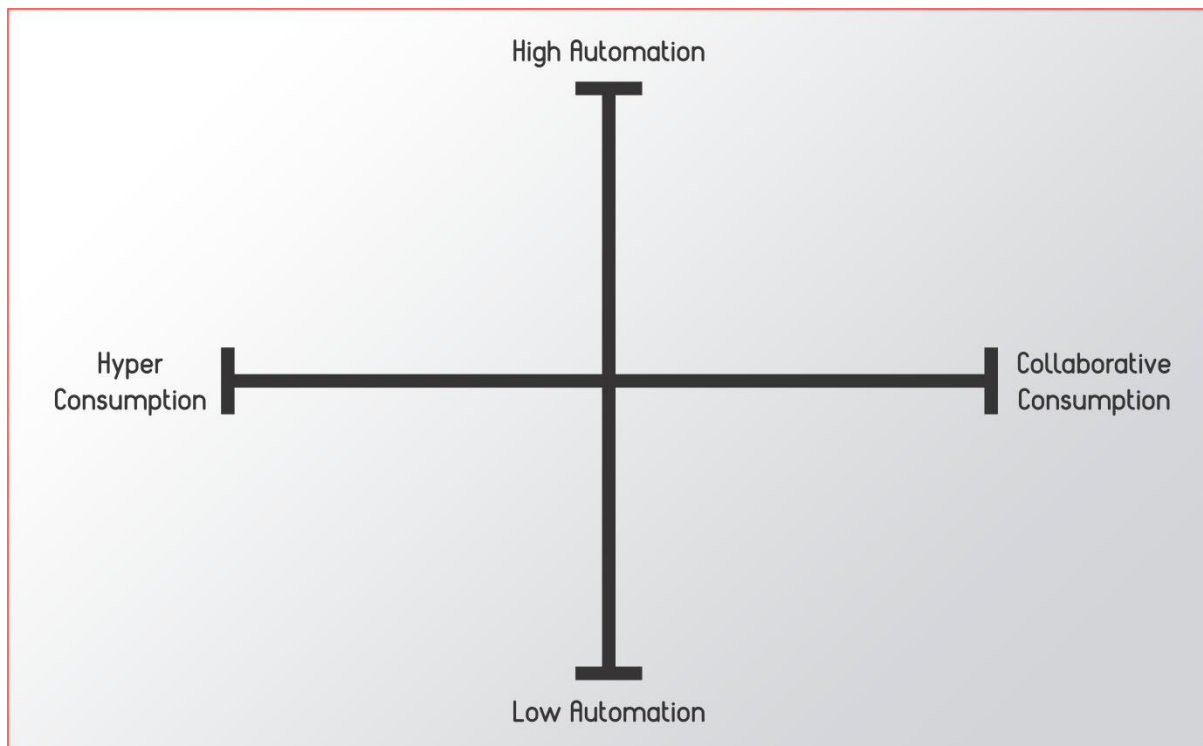 High Automation
Hyper
Consumption
Collaborative
Consumption
Low Automation